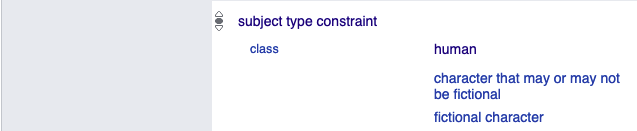 subject type constraint
class
human
character that may or may not
be fictional
fictional character